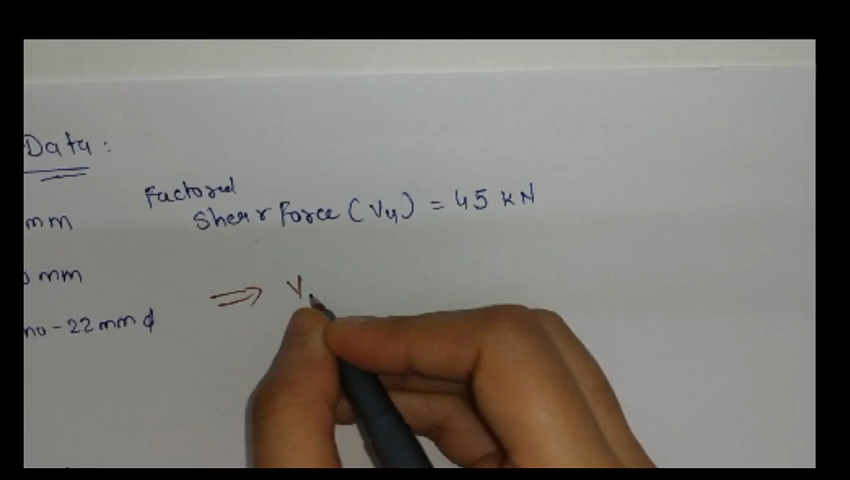 Data :
Factored
mm
Shear Force (Vu) = 45 kN
mm
⇒ V
no - 22 mm ϕ